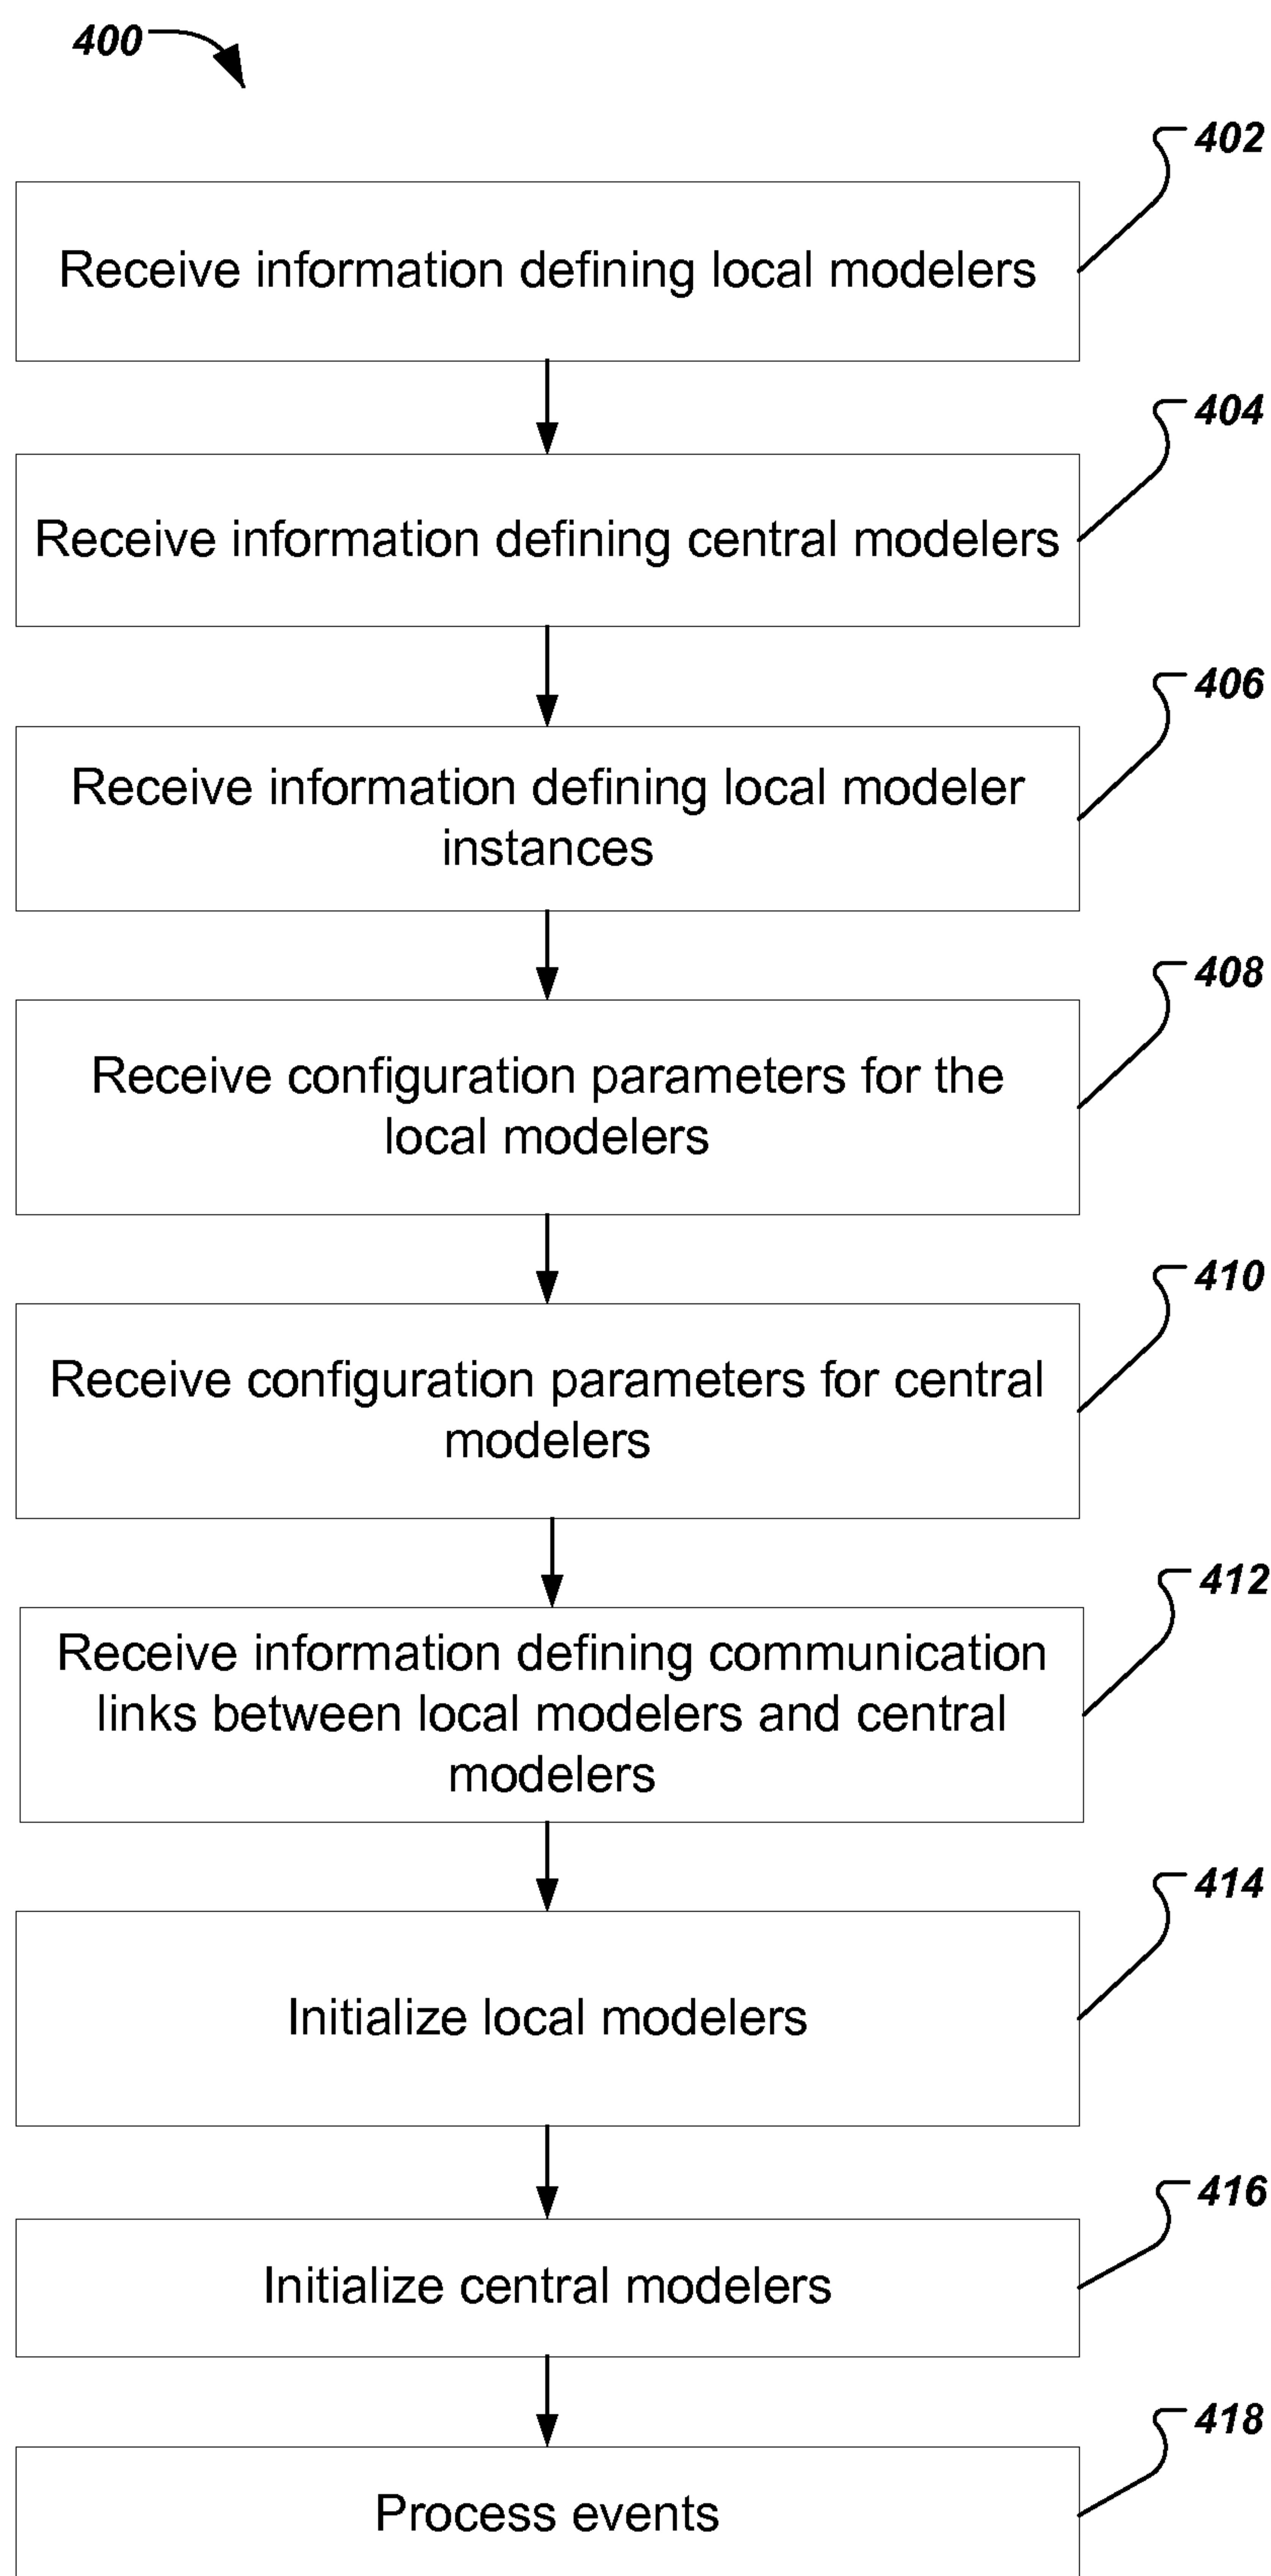 400
402
Receive information defining local modelers
404
Receive information defining central modelers
406
Receive information defining local modeler
instances
408
Receive configuration parameters for the
local modelers
410
Receive configuration parameters for central
modelers
412
Receive information defining communication
links between local modelers and central
modelers
414
Initialize local modelers
416
Initialize central modelers
418
Process events